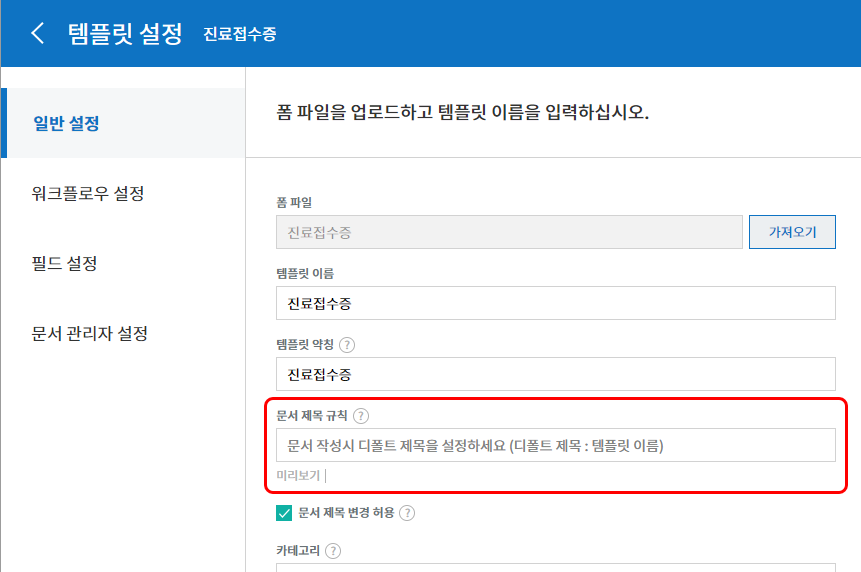 템플릿 설정 진료접수증
일반 설정
워크플로우 설정
필드 설정
문서 관리자 설정
폼 파일을 업로드하고 템플릿 이름을 입력하십시오.
폼 파일
진료접수증
가져오기
템플릿 이름
진료접수증
템플릿 약칭 ?
진료접수증
문서 제목 규칙 ?
문서 작성시 디폴트 제목을 설정하세요 (디폴트 제목 : 템플릿 이름)
미리보기 |
문서 제목 변경 허용 ?
카테고리 ?